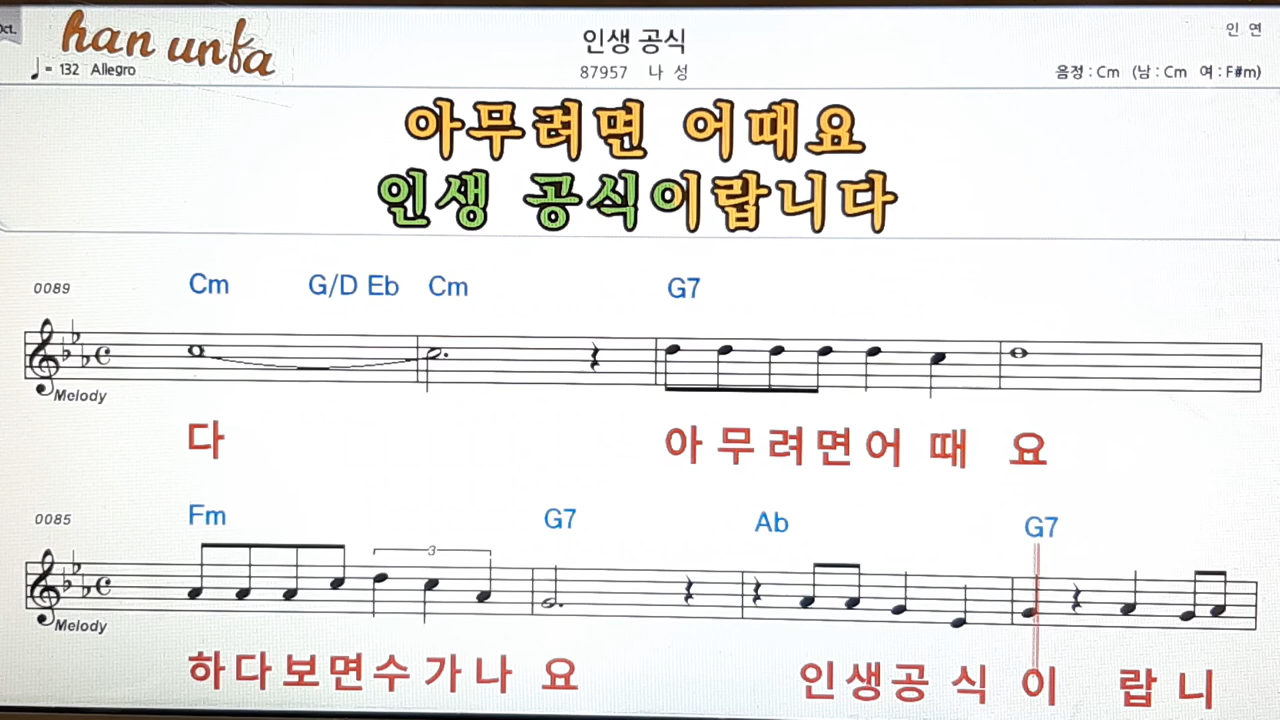 Oct.
han unfa
인생 공식
인 연
♩= 132 Allegro
87957 나 성
음정 : Cm (남 : Cm 여 : F#m)
아무려면 어때요
인생 공식이랍니다
0089
Cm G/D Eb Cm G7
Melody
다 아 무 려 면 어 때 요
0085
Fm G7 Ab G7
3
Melody
하 다 보 면 수 가 나 요 인 생 공 식 이 랍 니